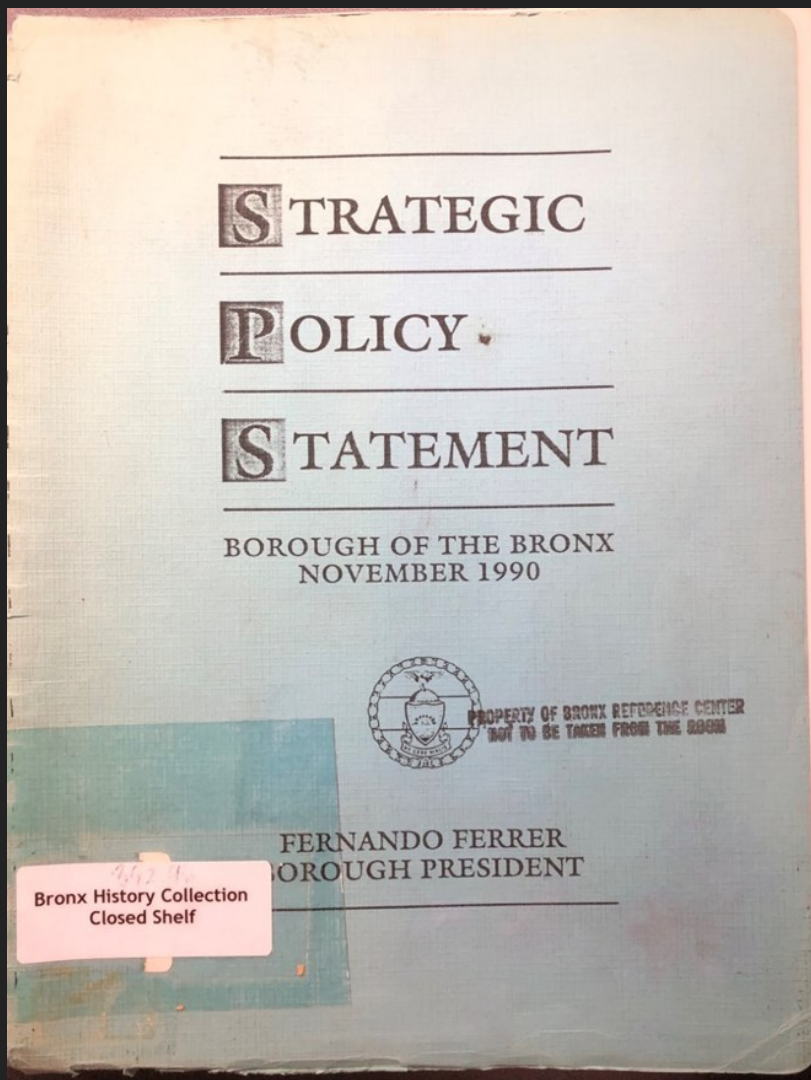 STRATEGIC
POLICY
STATEMENT
BOROUGH OF THE BRONX
NOVEMBER 1990
PROPERTY OF BRONX REFERENCE CENTER
NOT TO BE TAKEN FROM THE ROOM
FERNANDO FERRER
BOROUGH PRESIDENT
Bronx History Collection
Closed Shelf